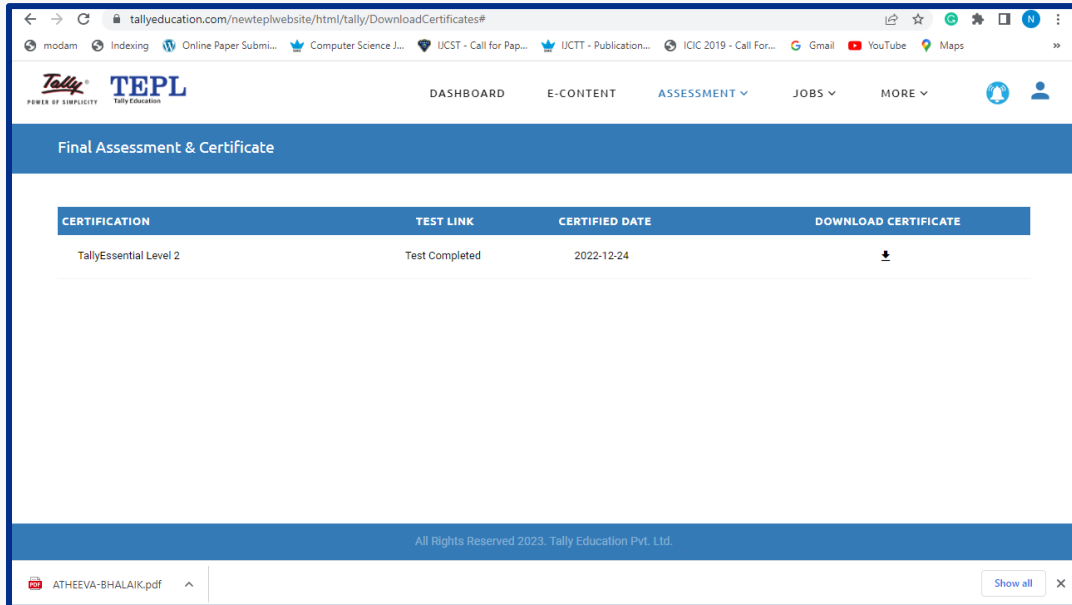 tallyeducation.com/newteplwebsite/html/tally/DownloadCertificates#
N
modam Indexing Online Paper Submi... Computer Science J... IJCST - Call for Pap... IJCTT - Publication... ICIC 2019 - Call For... Gmail YouTube Maps »
Tally TEPL
POWER OF SIMPLICITY Tally Education
DASHBOARD E-CONTENT ASSESSMENT JOBS MORE
Final Assessment & Certificate
CERTIFICATION TEST LINK CERTIFIED DATE DOWNLOAD CERTIFICATE
TallyEssential Level 2 Test Completed 2022-12-24
All Rights Reserved 2023. Tally Education Pvt. Ltd.
PDF ATHEEVA-BHALAIK.pdf Show all